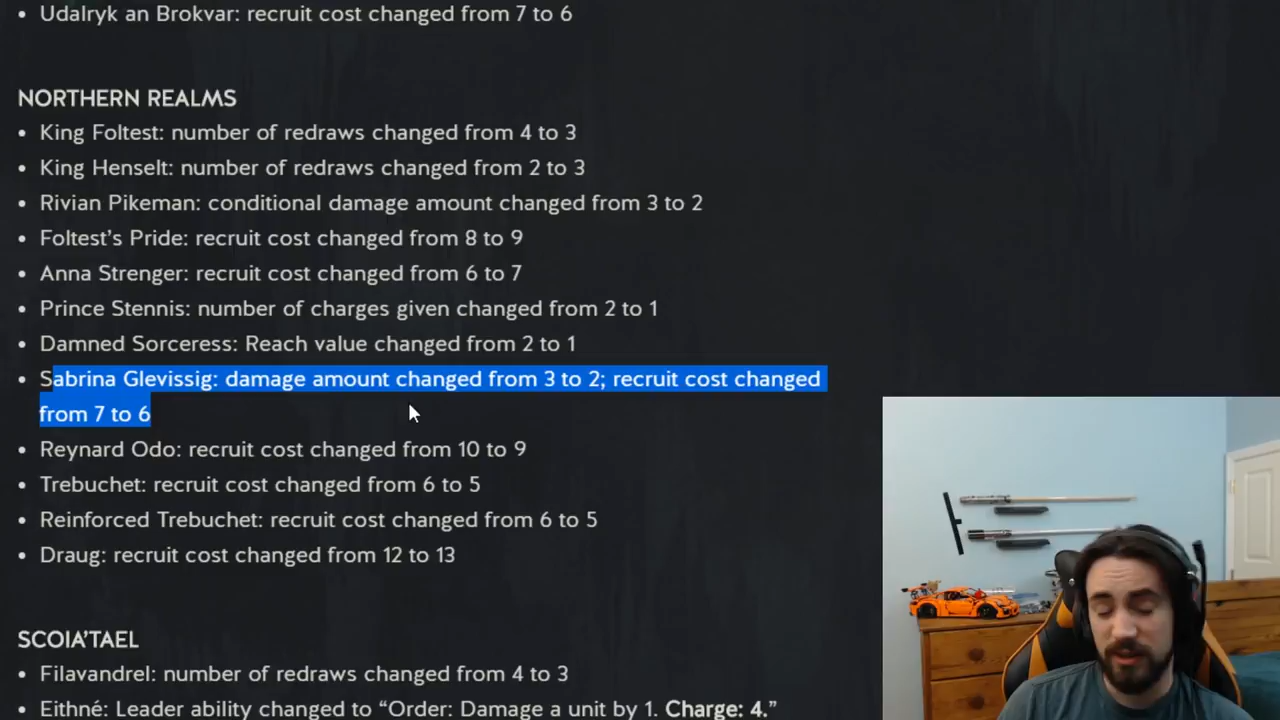 • Udalryk an Brokvar: recruit cost changed from 7 to 6
NORTHERN REALMS
• King Foltest: number of redraws changed from 4 to 3
• King Henselt: number of redraws changed from 2 to 3
• Rivian Pikeman: conditional damage amount changed from 3 to 2
• Foltest’s Pride: recruit cost changed from 8 to 9
• Anna Strenger: recruit cost changed from 6 to 7
• Prince Stennis: number of charges given changed from 2 to 1
• Damned Sorceress: Reach value changed from 2 to 1
• Sabrina Glevissig: damage amount changed from 3 to 2; recruit cost changed
from 7 to 6
• Reynard Odo: recruit cost changed from 10 to 9
• Trebuchet: recruit cost changed from 6 to 5
• Reinforced Trebuchet: recruit cost changed from 6 to 5
• Draug: recruit cost changed from 12 to 13
SCOIA’TAEL
• Filavandrel: number of redraws changed from 4 to 3
• Eithné: Leader ability changed to “Order: Damage a unit by 1. Charge: 4.”